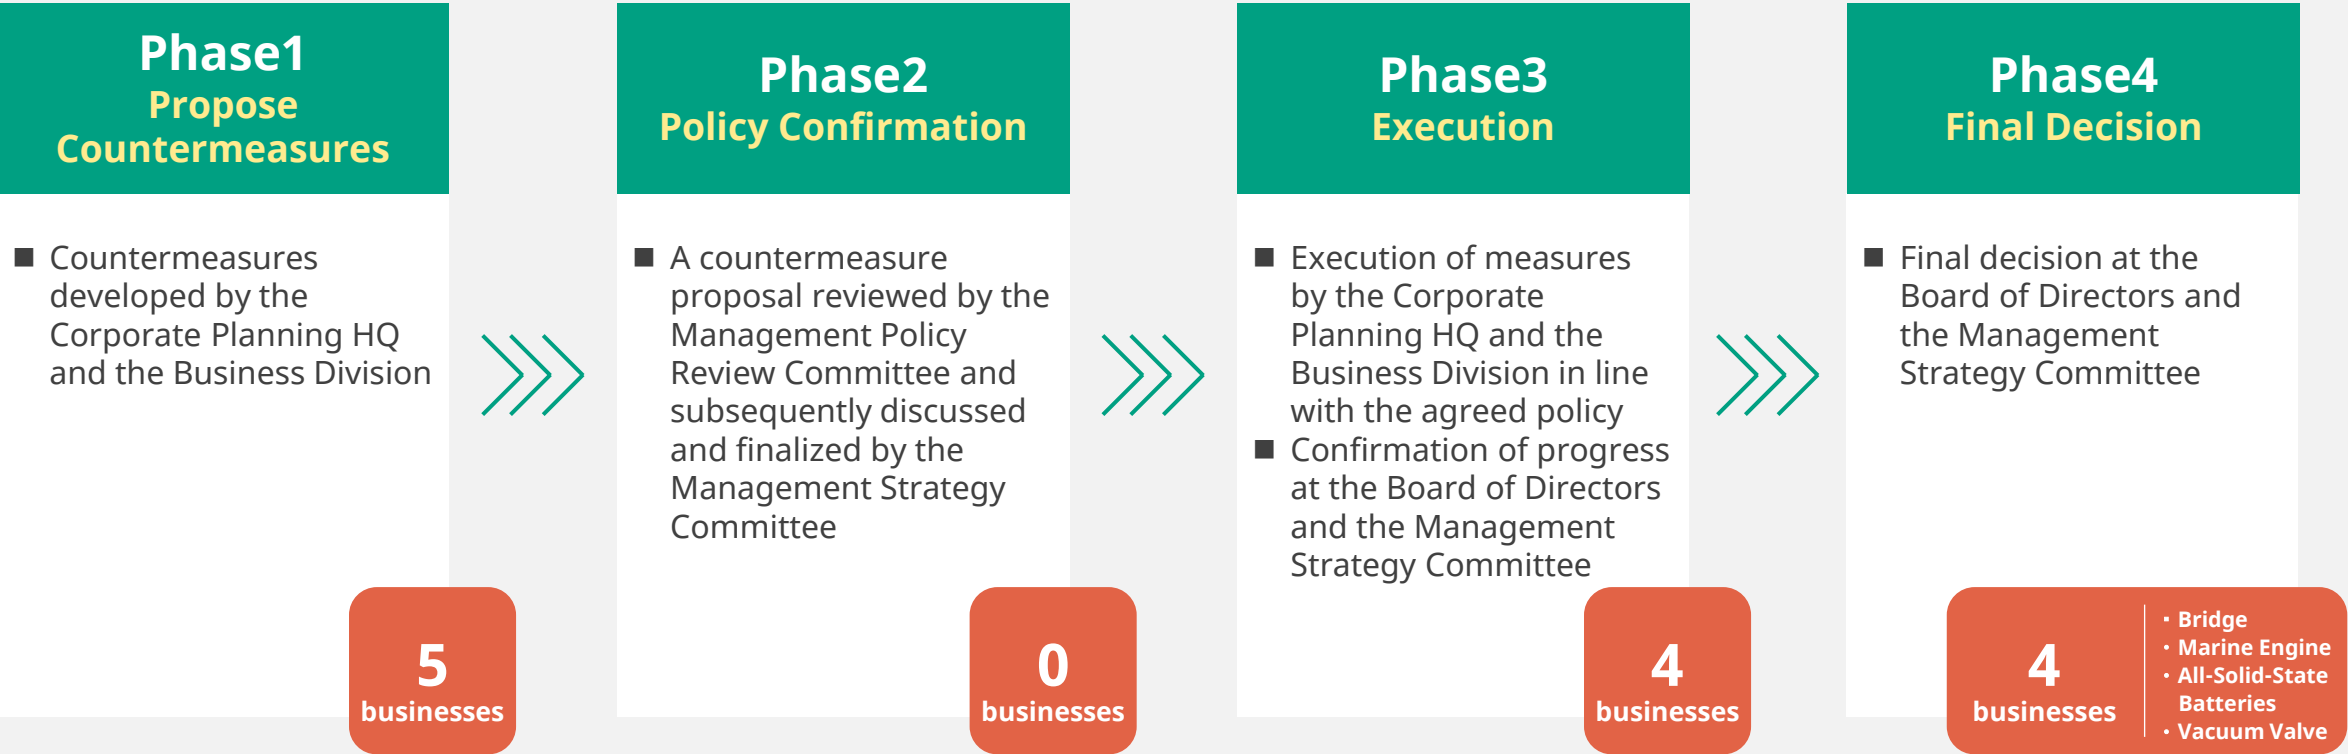 Phase1
Propose
Countermeasures
■ Countermeasures
developed by the
Corporate Planning HQ
and the Business Division
5
businesses
Phase2
Policy Confirmation
■ A countermeasure
proposal reviewed by the
Management Policy
Review Committee and
subsequently discussed
and finalized by the
Management Strategy
Committee
0
businesses
Phase3
Execution
■ Execution of measures
by the Corporate
Planning HQ and the
Business Division in line
with the agreed policy
■ Confirmation of progress
at the Board of Directors
and the Management
Strategy Committee
4
businesses
Phase4
Final Decision
■ Final decision at the
Board of Directors and
the Management
Strategy Committee
4
businesses
・Bridge
・Marine Engine
・All-Solid-State
Batteries
・Vacuum Valve